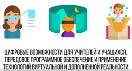 ЦИФРОВЫЕ ВОЗМОЖНОСТИ ДЛЯ УЧИТЕЛЕЙ И УЧАЩИХСЯ,
ПЕРЕДОВОЕ ПРОГРАММНОЕ ОБЕСПЕЧЕНИЕ И ПРИМЕНЕНИЕ
ТЕХНОЛОГИЙ ВИРТУАЛЬНОЙ И ДОПОЛНЕННОЙ РЕАЛЬНОСТИ.